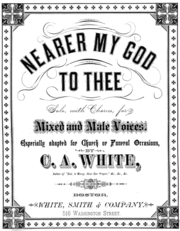 NEARER MY GOD
TO THEE
Solo, with Chorus, for
Mixed and Male Voices.
Especially adapted for Church or Funeral Occasions,
BY
C. A. WHITE,
BOSTON.
WHITE, SMITH & COMPANY.
516 WASHINGTON STREET